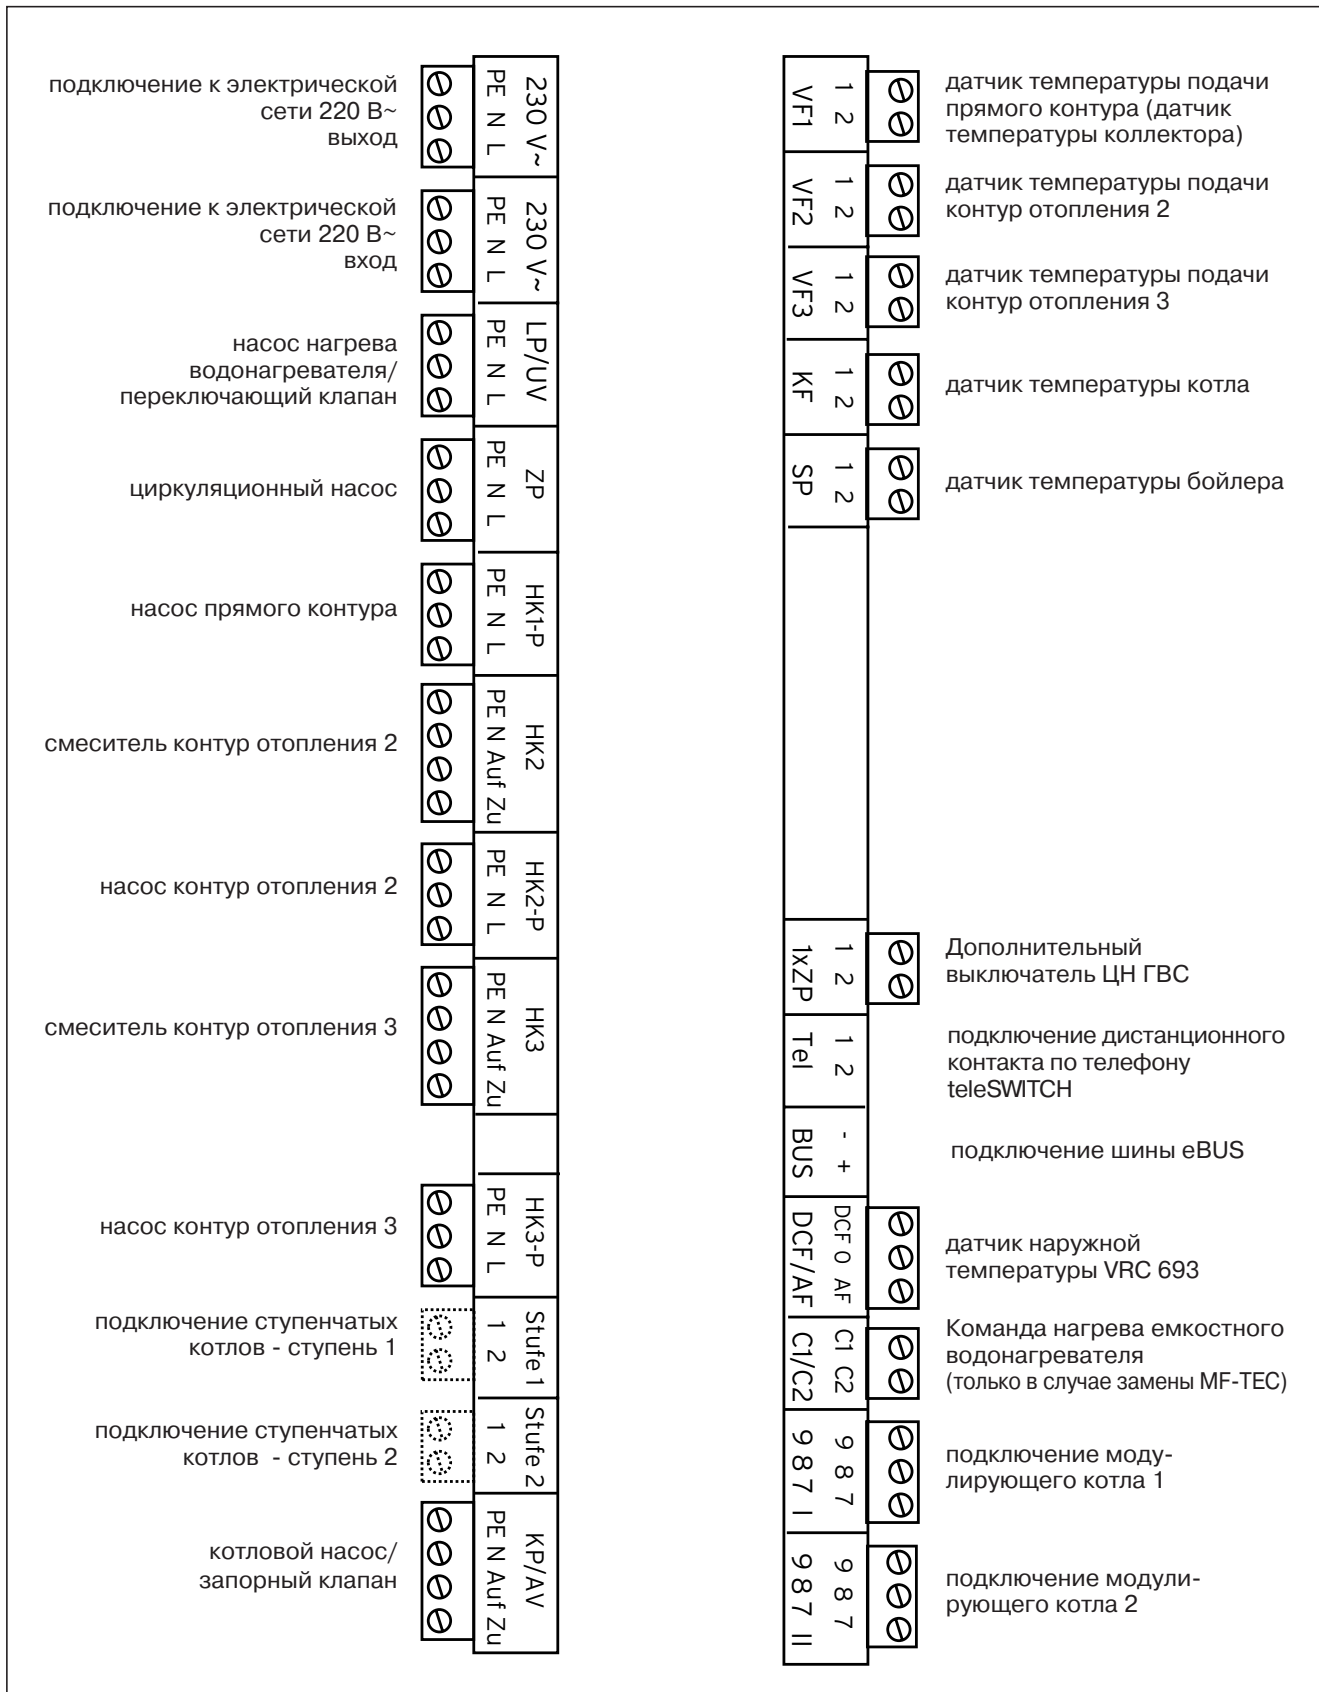 подключение к электрической
сети 220 В~
выход
PE N L
230 V~
подключение к электрической
сети 220 В~
вход
PE N L
230 V~
насос нагрева
водонагревателя/
переключающий клапан
PE N L
LP/UV
циркуляционный насос
PE N L
ZP
насос прямого контура
PE N L
HK1-P
смеситель контур отопления 2
PE N Auf Zu
HK2
насос контур отопления 2
PE N L
HK2-P
смеситель контур отопления 3
PE N Auf Zu
HK3
насос контур отопления 3
PE N L
HK3-P
подключение ступенчатых
котлов - ступень 1
1 2
Stufe 1
подключение ступенчатых
котлов - ступень 2
1 2
Stufe 2
котловой насос/
запорный клапан
PE N Auf Zu
KP/AV
VF1
1 2
датчик температуры подачи
прямого контура (датчик
температуры коллектора)
VF2
1 2
датчик температуры подачи
контур отопления 2
VF3
1 2
датчик температуры подачи
контур отопления 3
KF
1 2
датчик температуры котла
SP
1 2
датчик температуры бойлера
1xZP
1 2
Дополнительный
выключатель ЦН ГВС
Tel
1 2
подключение дистанционного
контакта по телефону
teleSWITCH
BUS
- +
подключение шины eBUS
DCF/AF
DCF 0 AF
датчик наружной
температуры VRC 693
C1/C2
C1 C2
Команда нагрева емкостного
водонагревателя
(только в случае замены MF-TEC)
9 8 7 I
9 8 7
подключение моду-
лирующего котла 1
9 8 7 II
9 8 7
подключение модули-
рующего котла 2